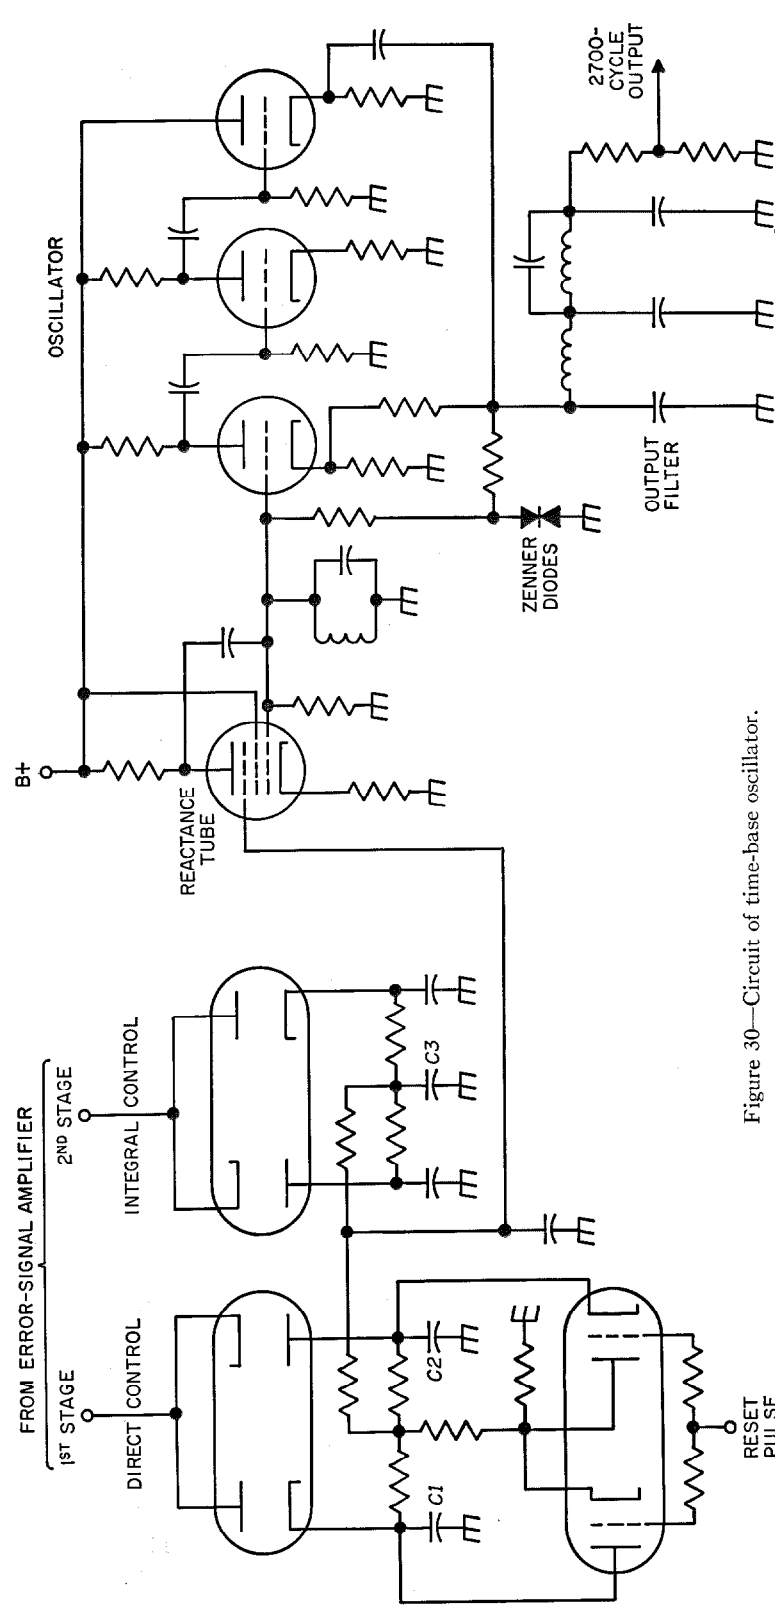 FROM ERROR-SIGNAL AMPLIFIER
1ST STAGE
2ND STAGE
DIRECT CONTROL
INTEGRAL CONTROL
C1
C2
C3
RESET
PULSE
B+
REACTANCE
TUBE
OSCILLATOR
ZENNER
DIODES
OUTPUT
FILTER
2700-
CYCLE
OUTPUT
Figure 30—Circuit of time-base oscillator.